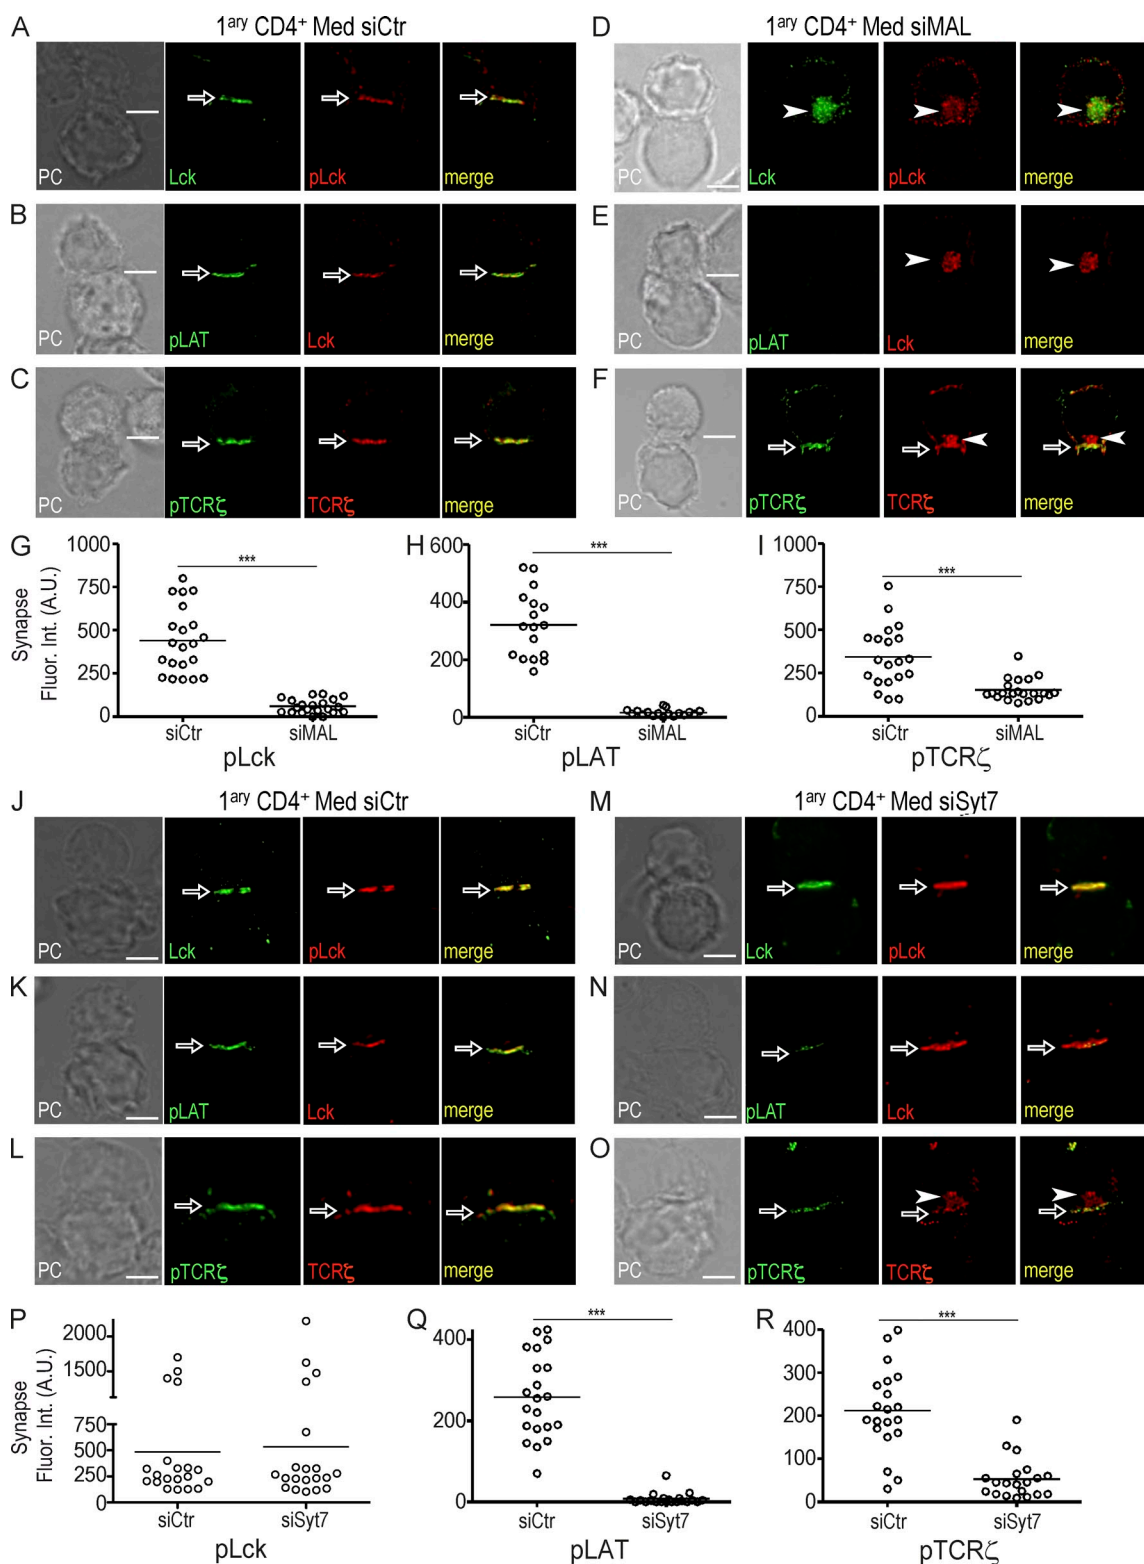 A 1ary CD4+ Med siCtr
PC Lck pLck merge
B
PC pLAT Lck merge
C
PC pTCRζ TCRζ merge
D 1ary CD4+ Med siMAL
PC Lck pLck merge
E
PC pLAT Lck merge
F
PC pTCRζ TCRζ merge
G
Synapse
Fluor. Int. (A.U.)
1000
750
500
250
0
***
siCtr siMAL
pLck
H
600
400
200
0
***
siCtr siMAL
pLAT
I
1000
750
500
250
0
***
siCtr siMAL
pTCRζ
J 1ary CD4+ Med siCtr
PC Lck pLck merge
K
PC pLAT Lck merge
L
PC pTCRζ TCRζ merge
M 1ary CD4+ Med siSyt7
PC Lck pLck merge
N
PC pLAT Lck merge
O
PC pTCRζ TCRζ merge
P
Synapse
Fluor. Int. (A.U.)
2000
1500
1000
750
500
250
0
siCtr siSyt7
pLck
Q
400
200
0
***
siCtr siSyt7
pLAT
R
400
300
200
100
0
***
siCtr siSyt7
pTCRζ